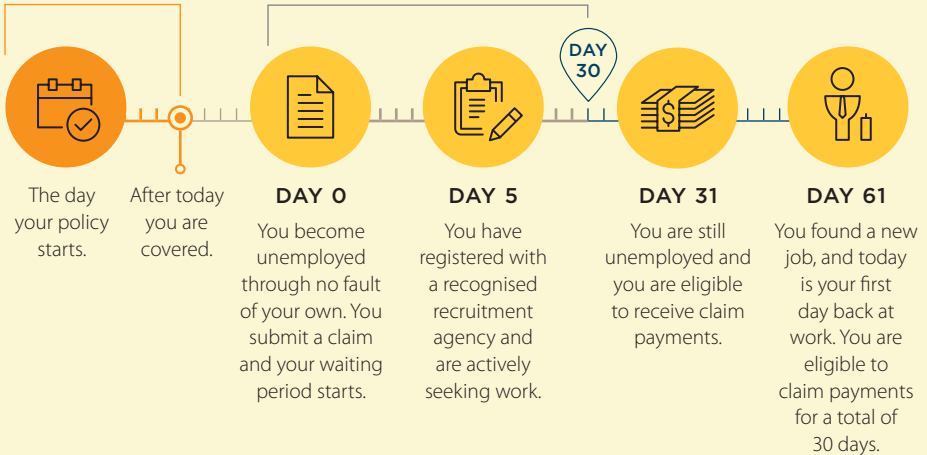 DAY
30
$
The day
your policy
starts.
After today
you are
covered.
DAY 0
You become
unemployed
through no fault
of your own. You
submit a claim
and your waiting
period starts.
DAY 5
You have
registered with
a recognised
recruitment
agency and
are actively
seeking work.
DAY 31
You are still
unemployed and
you are eligible
to receive claim
payments.
DAY 61
You found a new
job, and today
is your first
day back at
work. You are
eligible to
claim payments
for a total of
30 days.